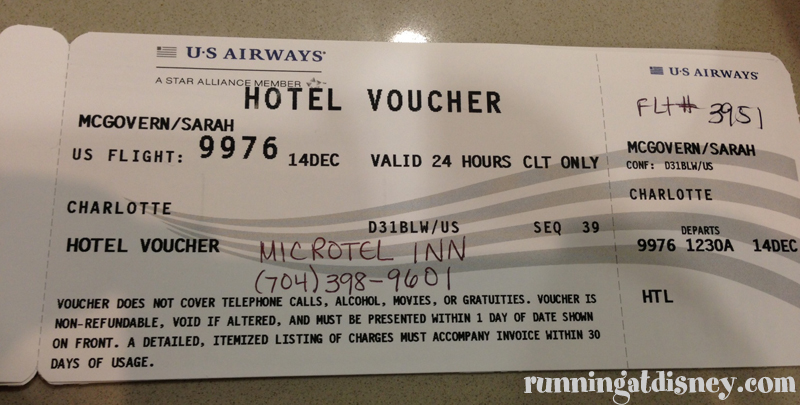 U·S AIRWAYS
A STAR ALLIANCE MEMBER
HOTEL VOUCHER
MCGOVERN/SARAH
US FLIGHT: 9976 14DEC VALID 24 HOURS CLT ONLY
CHARLOTTE
D31BLW/US SEQ 39
HOTEL VOUCHER MICROTEL INN
(704)398-9601
VOUCHER DOES NOT COVER TELEPHONE CALLS, ALCOHOL, MOVIES, OR GRATUITIES. VOUCHER IS
NON-REFUNDABLE, VOID IF ALTERED, AND MUST BE PRESENTED WITHIN 1 DAY OF DATE SHOWN
ON FRONT. A DETAILED, ITEMIZED LISTING OF CHARGES MUST ACCOMPANY INVOICE WITHIN 30
DAYS OF USAGE.
U·S AIRWAYS
FLt# 3951
MCGOVERN/SARAH
CONF: D31BLW/US
CHARLOTTE
DEPARTS
9976 1230A 14DEC
HTL
runningatdisney.com